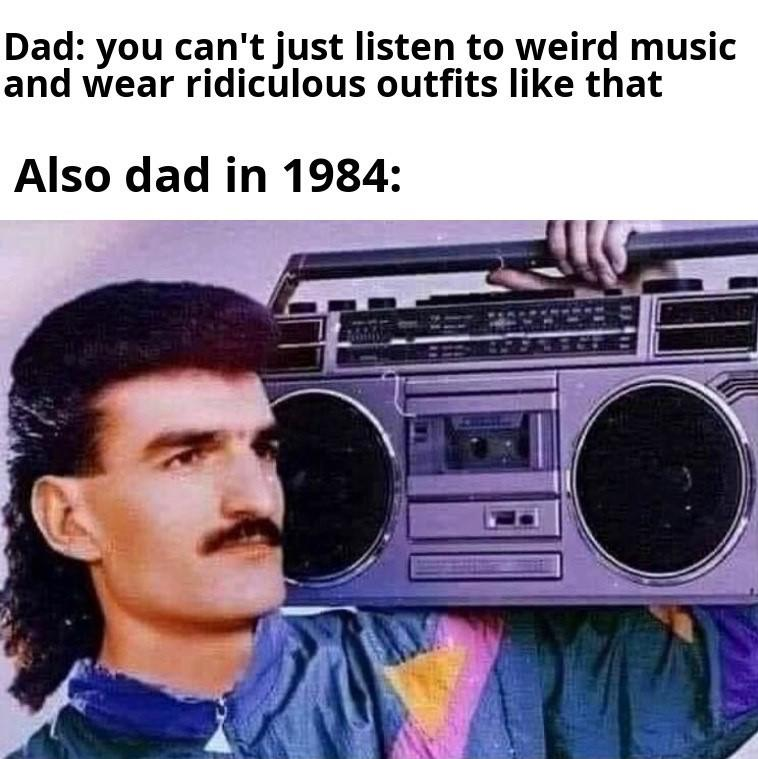 Dad: you can't just listen to weird music
and wear ridiculous outfits like that
Also dad in 1984: